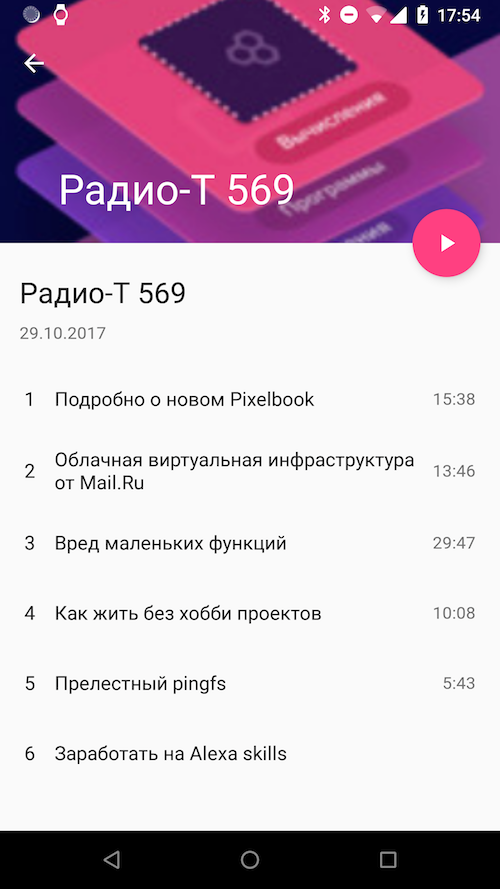 17:54
Вычисления
Программы
Радио-Т 569
Радио-Т 569
29.10.2017
1 Подробно о новом Pixelbook 15:38
2 Облачная виртуальная инфраструктура
от Mail.Ru 13:46
3 Вред маленьких функций 29:47
4 Как жить без хобби проектов 10:08
5 Прелестный pingfs 5:43
6 Заработать на Alexa skills